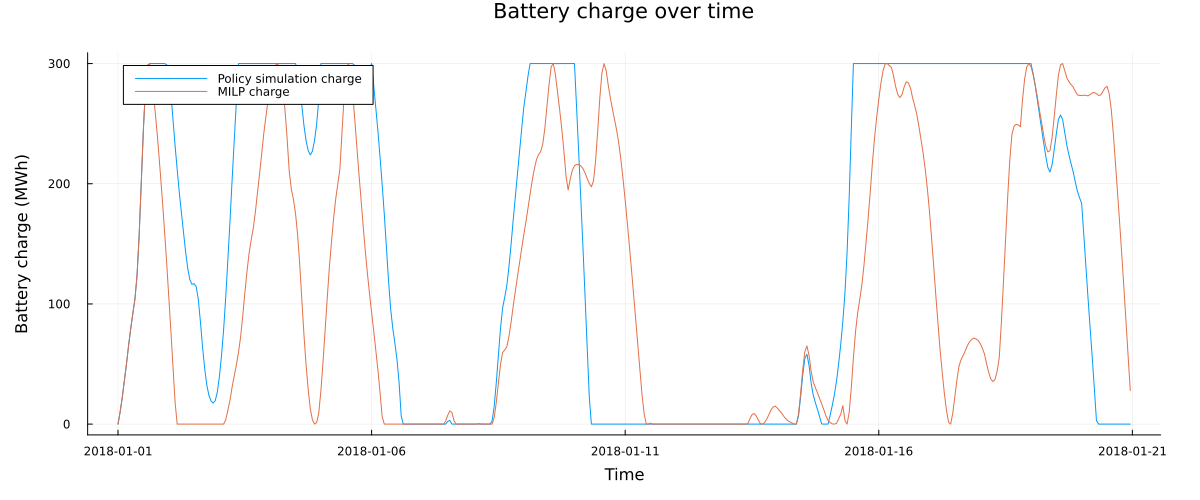 Battery charge over time
Policy simulation charge
MILP charge
Battery charge (MWh)
300
200
100
0
2018-01-01
2018-01-06
2018-01-11
2018-01-16
2018-01-21
Time